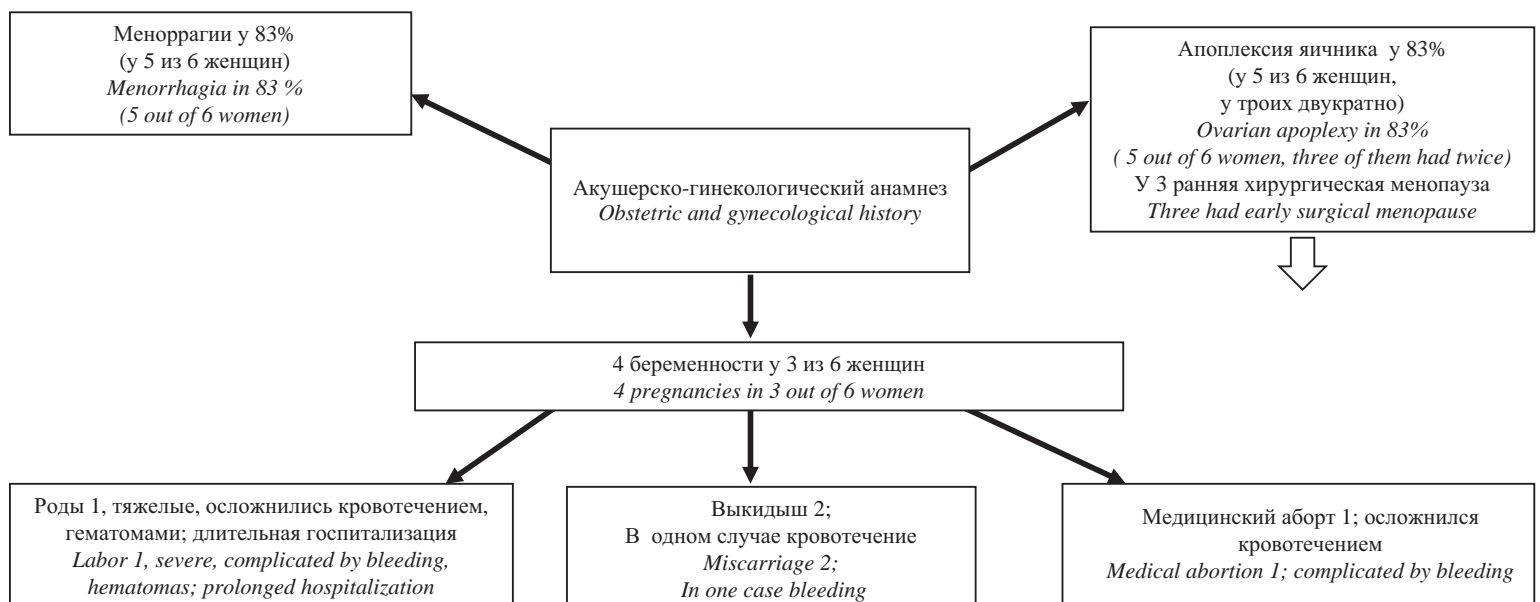 Меноррагии у 83%
(у 5 из 6 женщин)
Menorrhagia in 83 %
(5 out of 6 women)
Апоплексия яичника у 83%
(у 5 из 6 женщин,
у троих двукратно)
Ovarian apoplexy in 83%
( 5 out of 6 women, three of them had twice)
У 3 ранняя хирургическая менопауза
Three had early surgical menopause
Акушерско-гинекологический анамнез
Obstetric and gynecological history
4 беременности у 3 из 6 женщин
4 pregnancies in 3 out of 6 women
Роды 1, тяжелые, осложнились кровотечением,
гематомами; длительная госпитализация
Labor 1, severe, complicated by bleeding,
hematomas; prolonged hospitalization
Выкидыш 2;
В одном случае кровотечение
Miscarriage 2;
In one case bleeding
Медицинский аборт 1; осложнился
кровотечением
Medical abortion 1; complicated by bleeding